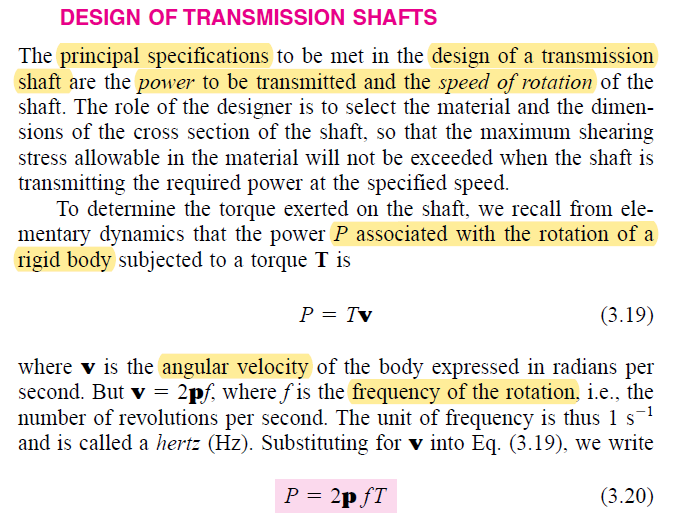 DESIGN OF TRANSMISSION SHAFTS
The principal specifications to be met in the design of a transmission
shaft are the power to be transmitted and the speed of rotation of the
shaft. The role of the designer is to select the material and the dimen-
sions of the cross section of the shaft, so that the maximum shearing
stress allowable in the material will not be exceeded when the shaft is
transmitting the required power at the specified speed.
To determine the torque exerted on the shaft, we recall from ele-
mentary dynamics that the power P associated with the rotation of a
rigid body subjected to a torque T is
P = Tv (3.19)
where v is the angular velocity of the body expressed in radians per
second. But v = 2pf, where f is the frequency of the rotation, i.e., the
number of revolutions per second. The unit of frequency is thus 1 s⁻¹
and is called a hertz (Hz). Substituting for v into Eq. (3.19), we write
P = 2p fT (3.20)